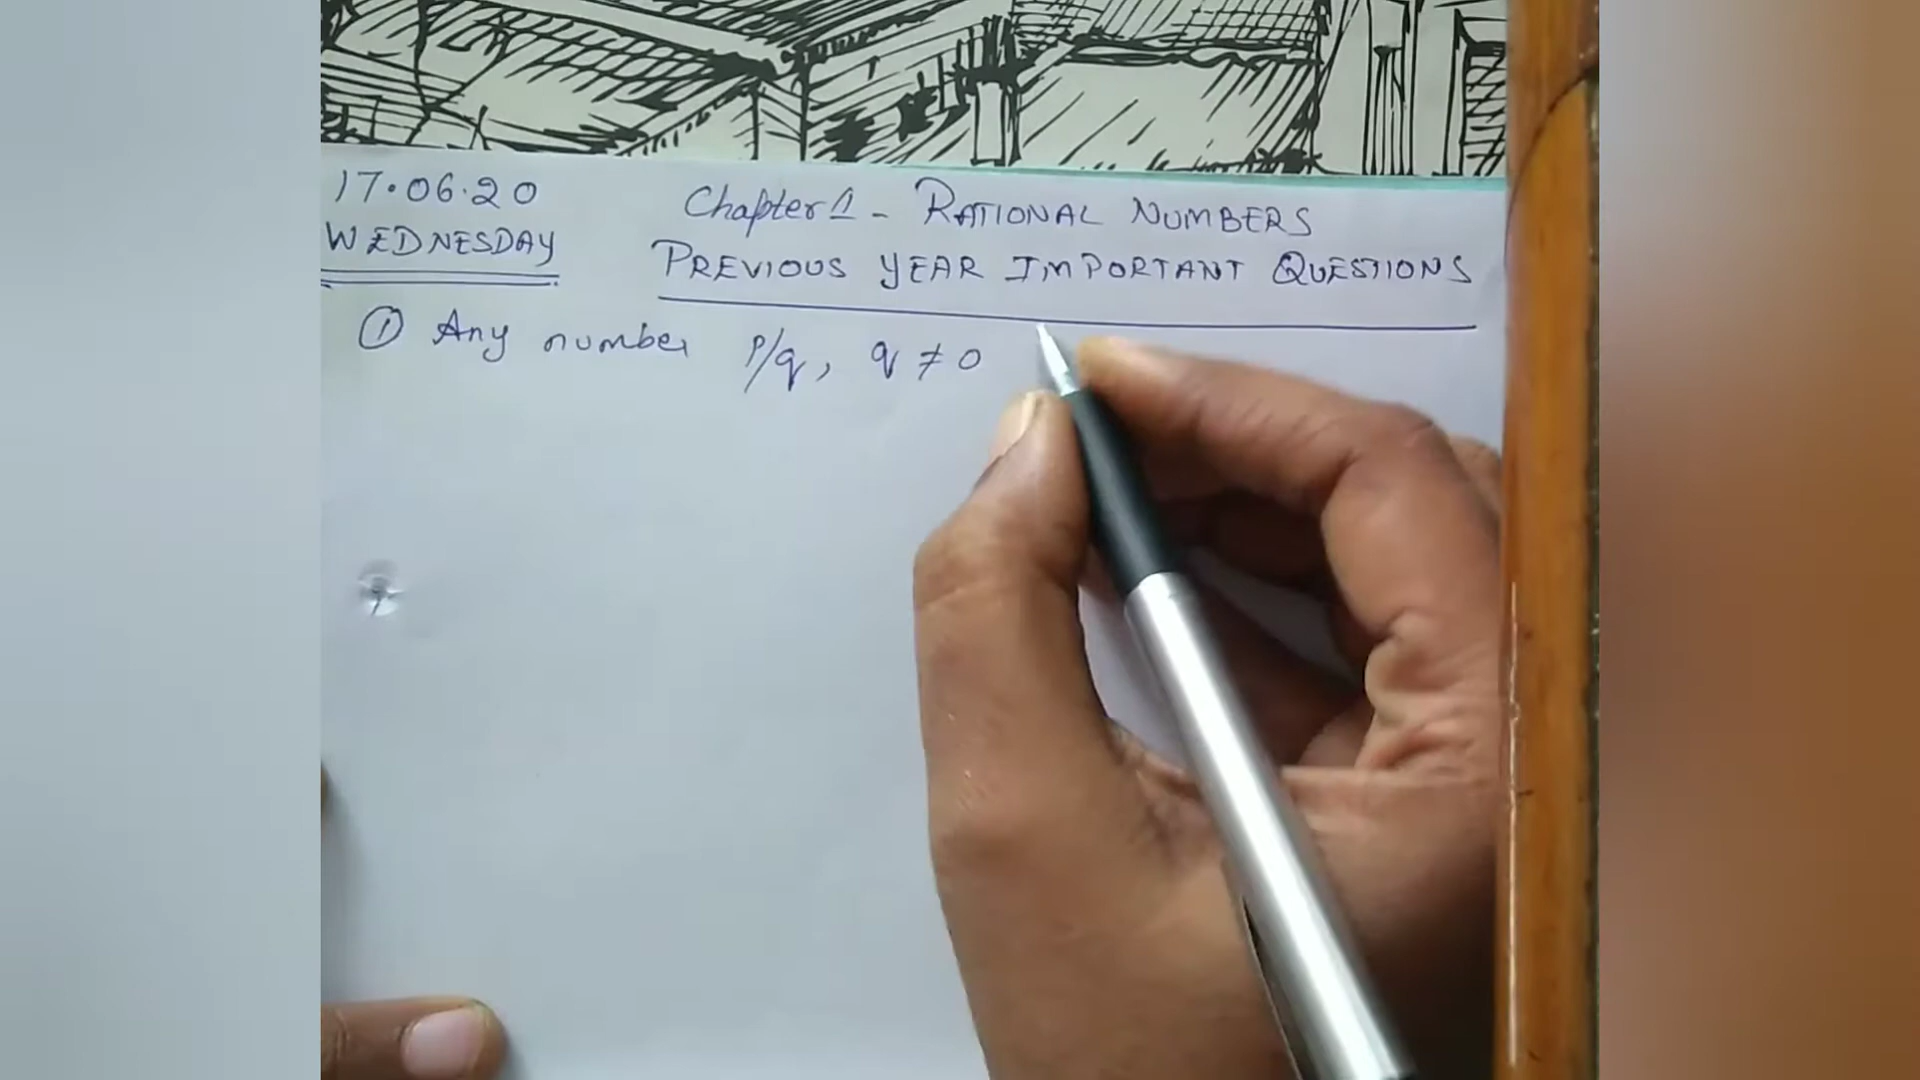 17.06.20
WEDNESDAY
Chapter 1 - RATIONAL NUMBERS
PREVIOUS YEAR IMPORTANT QUESTIONS
① Any number p/q, q ≠ 0